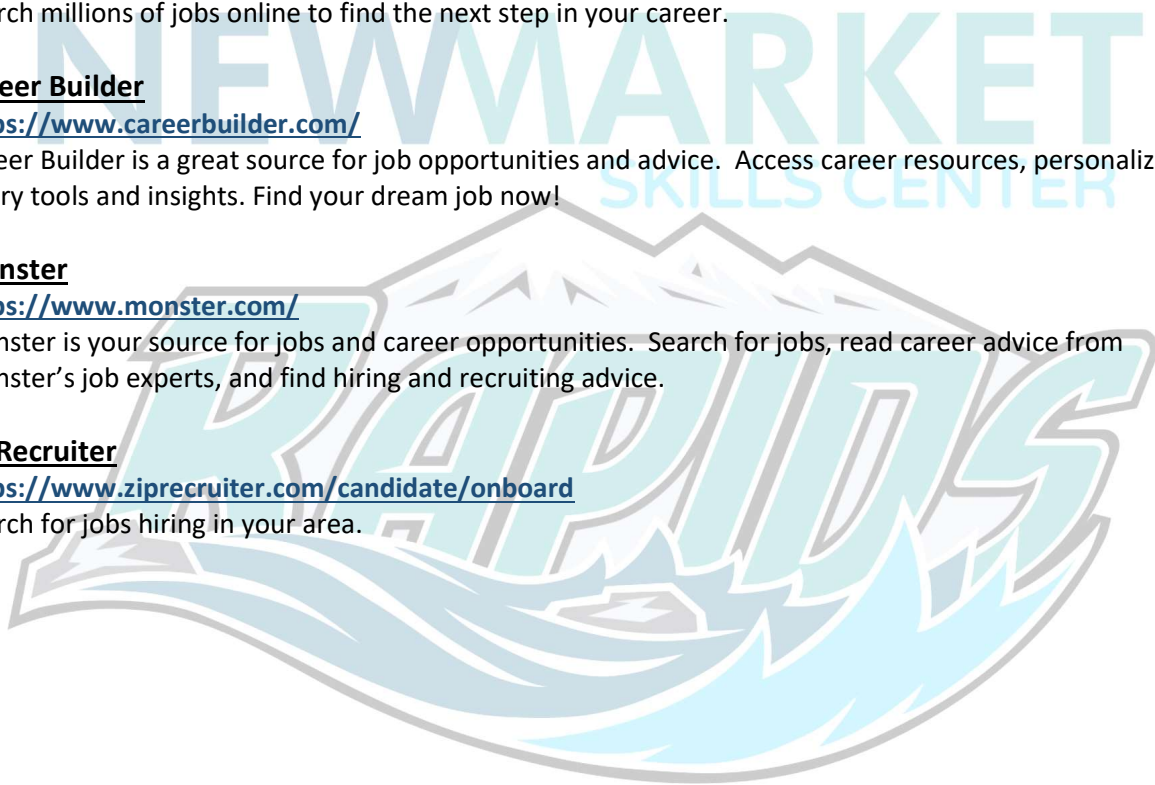 rch millions of jobs online to find the next step in your career.
NEWMARKET
SKILLS CENTER
eer Builder
ps://www.careerbuilder.com/
eer Builder is a great source for job opportunities and advice.  Access career resources, personaliz
ry tools and insights. Find your dream job now!
nster
ps://www.monster.com/
nster is your source for jobs and career opportunities.  Search for jobs, read career advice from
nster's job experts, and find hiring and recruiting advice.
RAPIDS
Recruiter
ps://www.ziprecruiter.com/candidate/onboard
rch for jobs hiring in your area.